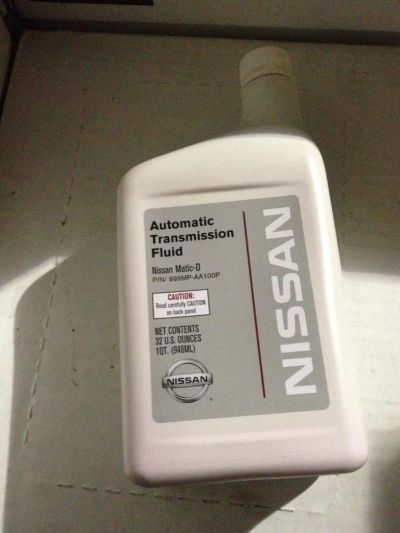 Automatic
Transmission
Fluid
Nissan Matic-D
P/N/ 999MP-AA100P
CAUTION:
Read carefully CAUTION
on back panel
NET CONTENTS
32 U.S. OUNCES
1QT. (946ML)
NISSAN
NISSAN